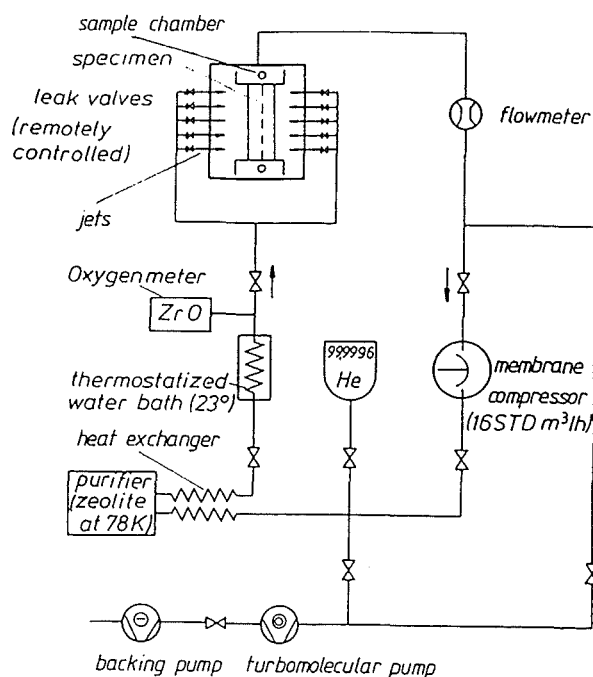 sample chamber
specimen
leak valves
(remotely
controlled)
jets
flowmeter
Oxygenmeter
ZrO
99,9996
He
membrane
compressor
(16STD m³/h)
thermostatized
water bath (23°)
heat exchanger
purifier
(zeolite
at 78K)
backing pump
turbomolecular pump